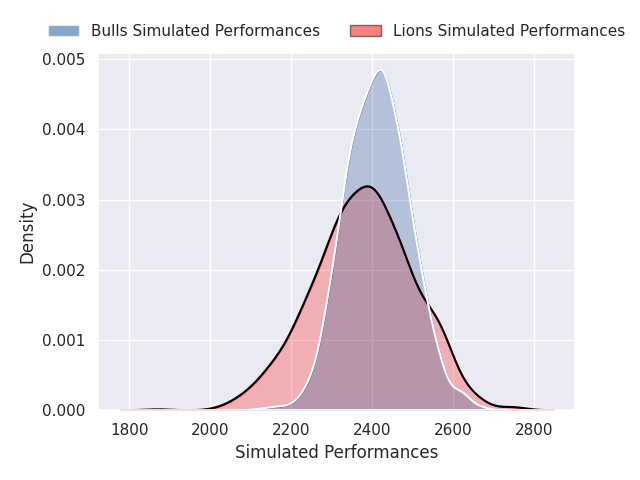 Bulls Simulated Performances Lions Simulated Performances
0.005
0.004
0.003
0.002
0.001
0.000
Density
1800 2000 2200 2400 2600 2800
Simulated Performances